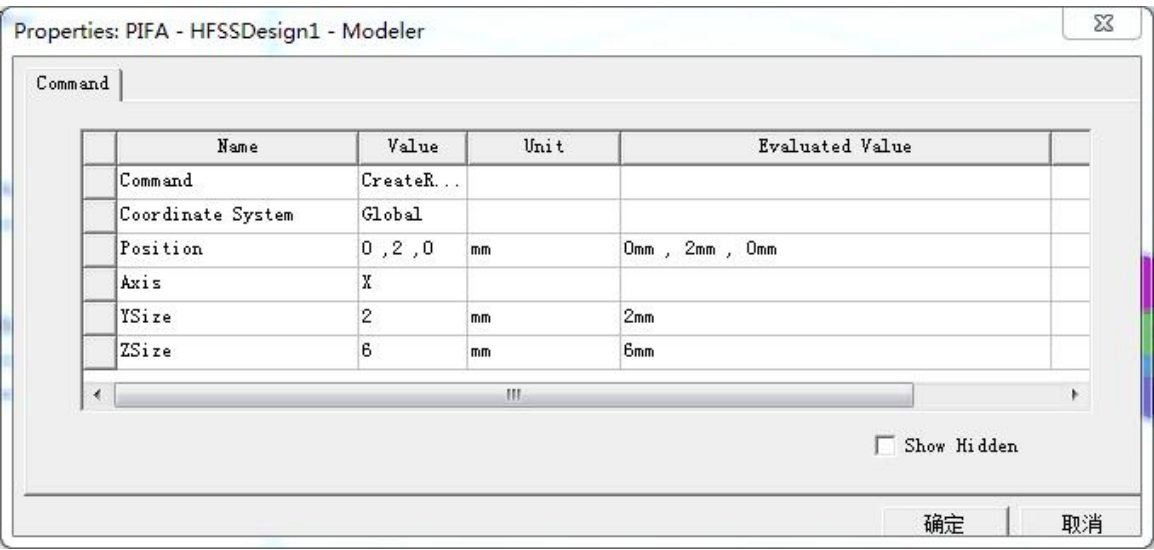 Properties: PIFA - HFSSDesign1 - Modeler
Command
Name Value Unit Evaluated Value
Command CreateR...
Coordinate System Global
Position 0 ,2 ,0 mm 0mm , 2mm , 0mm
Axis X
YSize 2 mm 2mm
ZSize 6 mm 6mm
Show Hidden
确定 取消